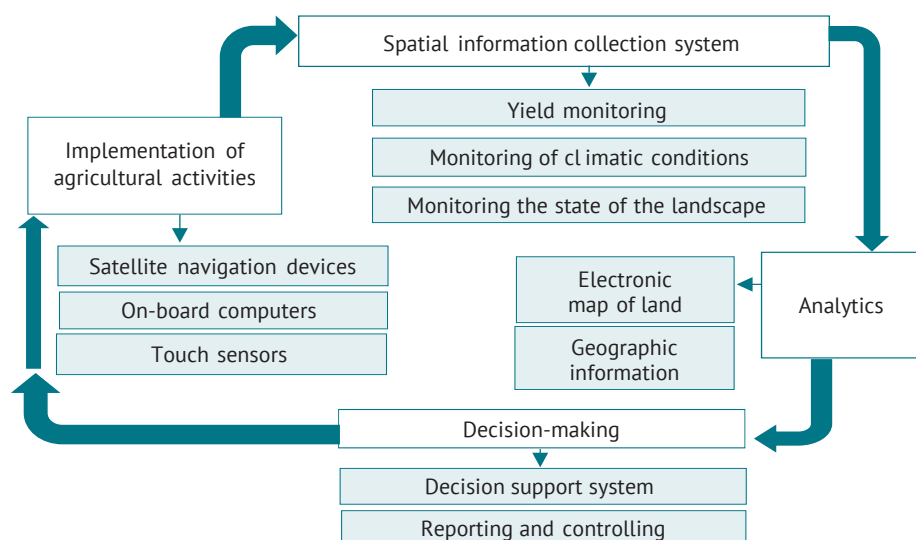 Spatial information collection system
Yield monitoring
Monitoring of cl imatic conditions
Monitoring the state of the landscape
Implementation of
agricultural activities
Satellite navigation devices
On-board computers
Touch sensors
Electronic
map of land
Geographic
information
Analytics
Decision-making
Decision support system
Reporting and controlling